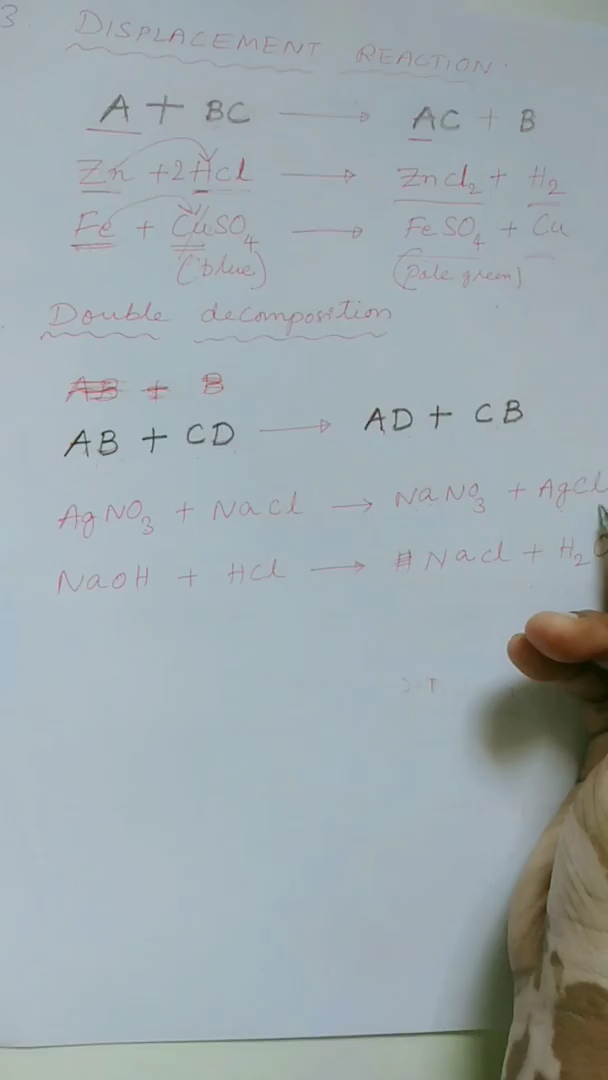 3 DISPLACEMENT REACTION.
A + BC → AC + B
Zn + 2HCl → ZnCl₂ + H₂
Fe + CuSO₄ → FeSO₄ + Cu
(blue) (pale green)
Double decomposition
AB + B
AB + CD → AD + CB
AgNO₃ + NaCl → NaNO₃ + AgCl
NaOH + HCl → NaCl + H₂O